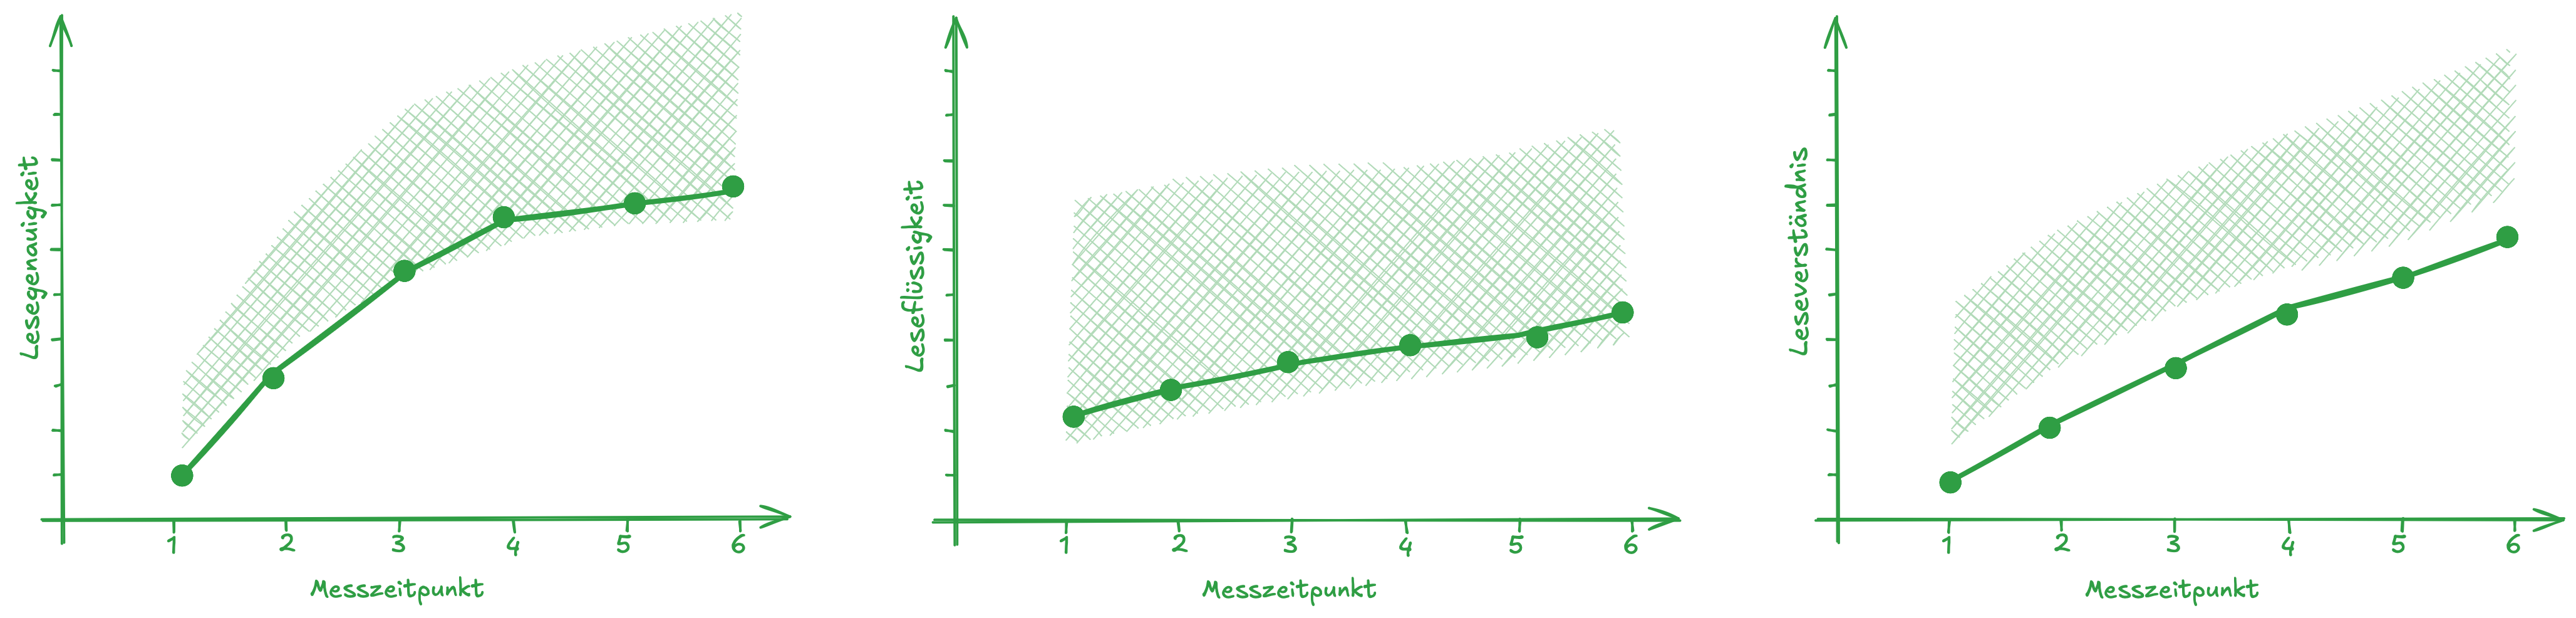 Lesegenauigkeit
1 2 3 4 5 6
Messzeitpunkt
Leseflüssigkeit
1 2 3 4 5 6
Messzeitpunkt
Leseverständnis
1 2 3 4 5 6
Messzeitpunkt